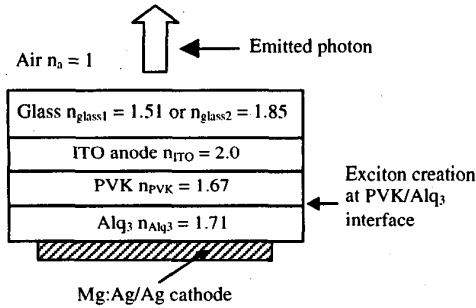 Emitted photon
Air nₐ = 1
Glass n_glass1 = 1.51 or n_glass2 = 1.85
ITO anode n_ITO = 2.0
PVK n_PVK = 1.67
Exciton creation
at PVK/Alq₃
interface
Alq₃ n_Alq3 = 1.71
Mg:Ag/Ag cathode